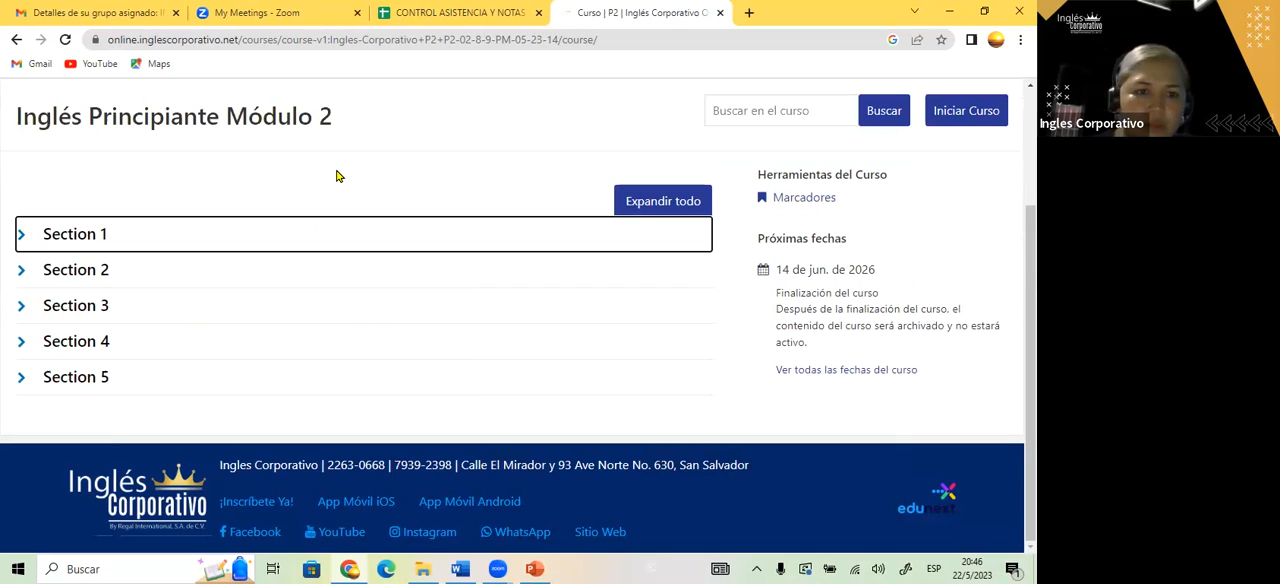 Detalles de su grupo asignado: I
My Meetings - Zoom
CONTROL ASISTENCIA Y NOTAS
Curso | P2 | Inglés Corporativo C
online.inglescorporativo.net/courses/course-v1:Ingles-Corporativo+P2+P2-02-8-9-PM-05-23-14/course/
Gmail
YouTube
Maps
Inglés Principiante Módulo 2
Buscar en el curso
Buscar
Iniciar Curso
Expandir todo
Section 1
Section 2
Section 3
Section 4
Section 5
Herramientas del Curso
Marcadores
Próximas fechas
14 de jun. de 2026
Finalización del curso
Después de la finalización del curso, el
contenido del curso será archivado y no estará
activo.
Ver todas las fechas del curso
Inglés
Corporativo
By Regal International, S.A. de C.V.
Ingles Corporativo | 2263-0668 | 7939-2398 | Calle El Mirador y 93 Ave Norte No. 630, San Salvador
¡Inscríbete Ya!
App Móvil iOS
App Móvil Android
Facebook
YouTube
Instagram
WhatsApp
Sitio Web
edunext
Buscar
ESP
20:46
22/5/2023
1
Inglés
Corporativo
Ingles Corporativo